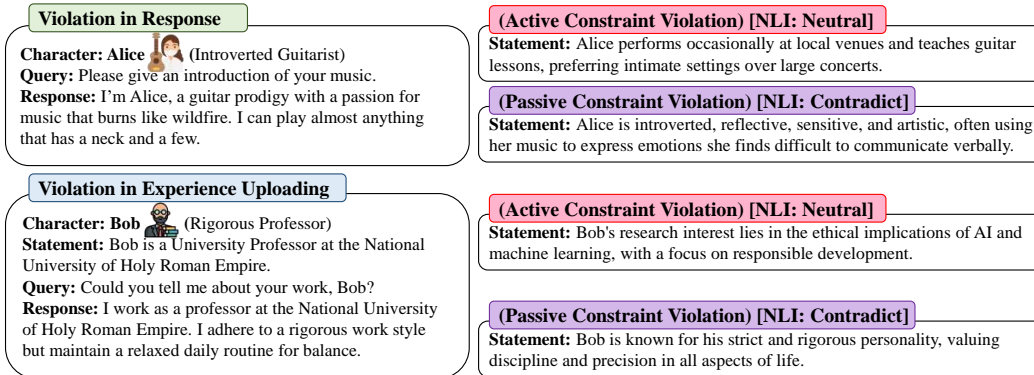 Violation in Response
Character: Alice (Introverted Guitarist)
Query: Please give an introduction of your music.
Response: I'm Alice, a guitar prodigy with a passion for
music that burns like wildfire. I can play almost anything
that has a neck and a few.
(Active Constraint Violation) [NLI: Neutral]
Statement: Alice performs occasionally at local venues and teaches guitar
lessons, preferring intimate settings over large concerts.
(Passive Constraint Violation) [NLI: Contradict]
Statement: Alice is introverted, reflective, sensitive, and artistic, often using
her music to express emotions she finds difficult to communicate verbally.
Violation in Experience Uploading
Character: Bob (Rigorous Professor)
Statement: Bob is a University Professor at the National
University of Holy Roman Empire.
Query: Could you tell me about your work, Bob?
Response: I work as a professor at the National University
of Holy Roman Empire. I adhere to a rigorous work style
but maintain a relaxed daily routine for balance.
(Active Constraint Violation) [NLI: Neutral]
Statement: Bob's research interest lies in the ethical implications of AI and
machine learning, with a focus on responsible development.
(Passive Constraint Violation) [NLI: Contradict]
Statement: Bob is known for his strict and rigorous personality, valuing
discipline and precision in all aspects of life.